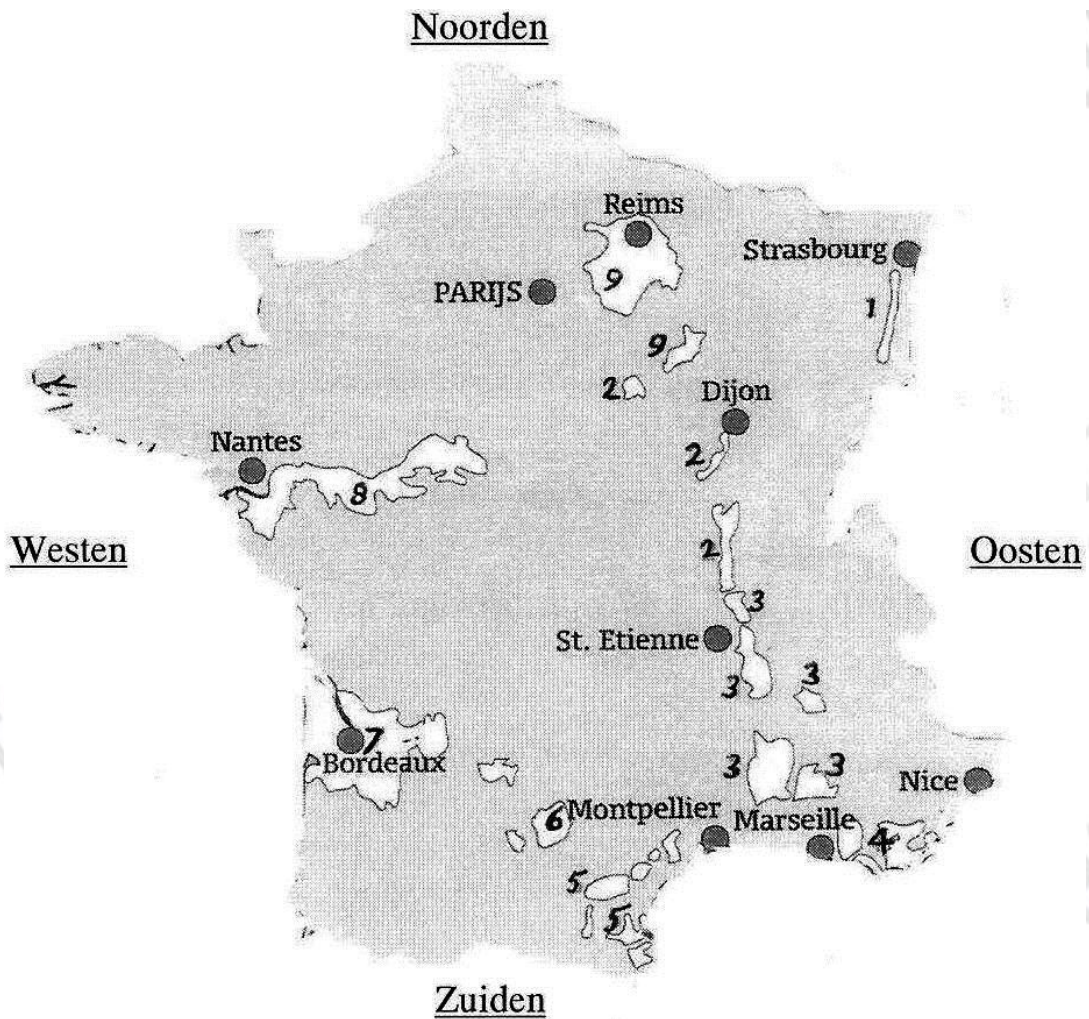 Noorden
Reims
Strasbourg
PARIJS
9
1
9
2
Dijon
Nantes
2
8
Westen
2
Oosten
3
St. Etienne
3
3
7
Bordeaux
3
3
Nice
6
Montpellier
Marseille
4
5
5
Zuiden